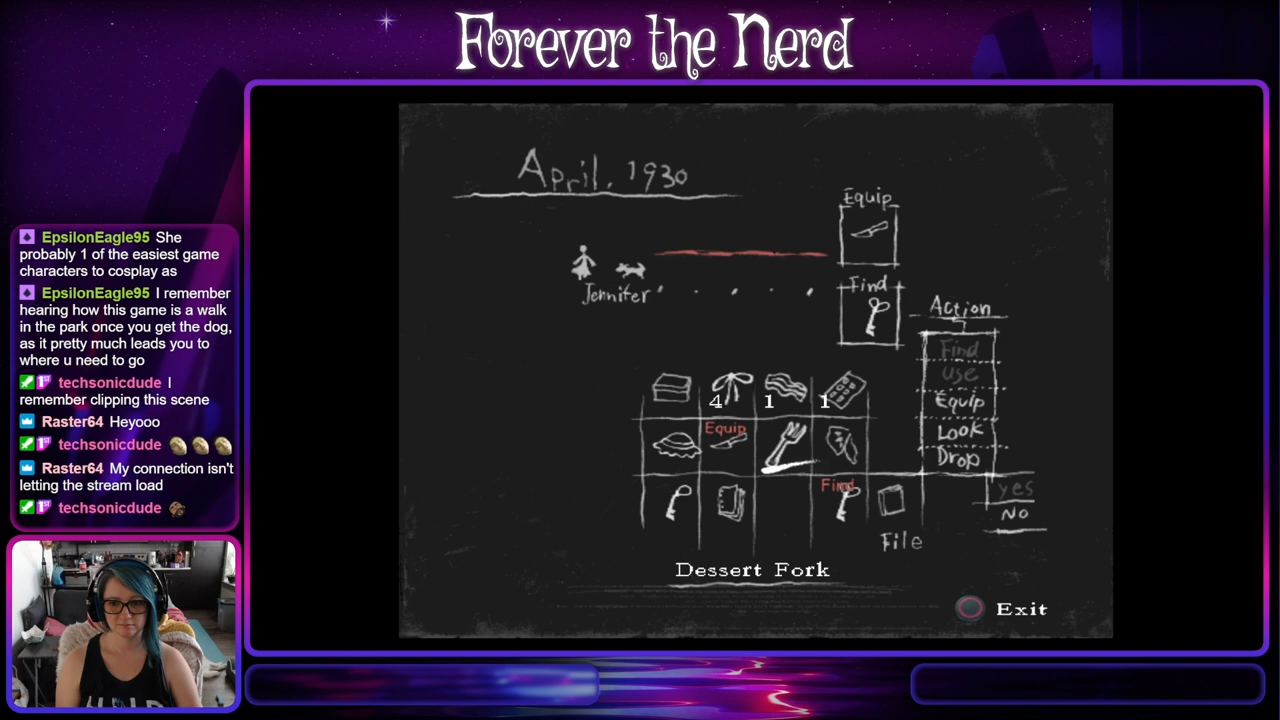 Forever the Nerd
EpsilonEagle95 She
probably 1 of the easiest game
characters to cosplay as
EpsilonEagle95 I remember
hearing how this game is a walk
in the park once you get the dog,
as it pretty much leads you to
where u need to go
techsonicdude I
remember clipping this scene
Raster64 Heyooo
techsonicdude
Raster64 My connection isn't
letting the stream load
techsonicdude
April, 1930
Equip
Jennifer
Find
Action
Find
Use
Equip
Look
Drop
Yes
No
4 1 1
Equip
Find
File
Dessert Fork
Exit